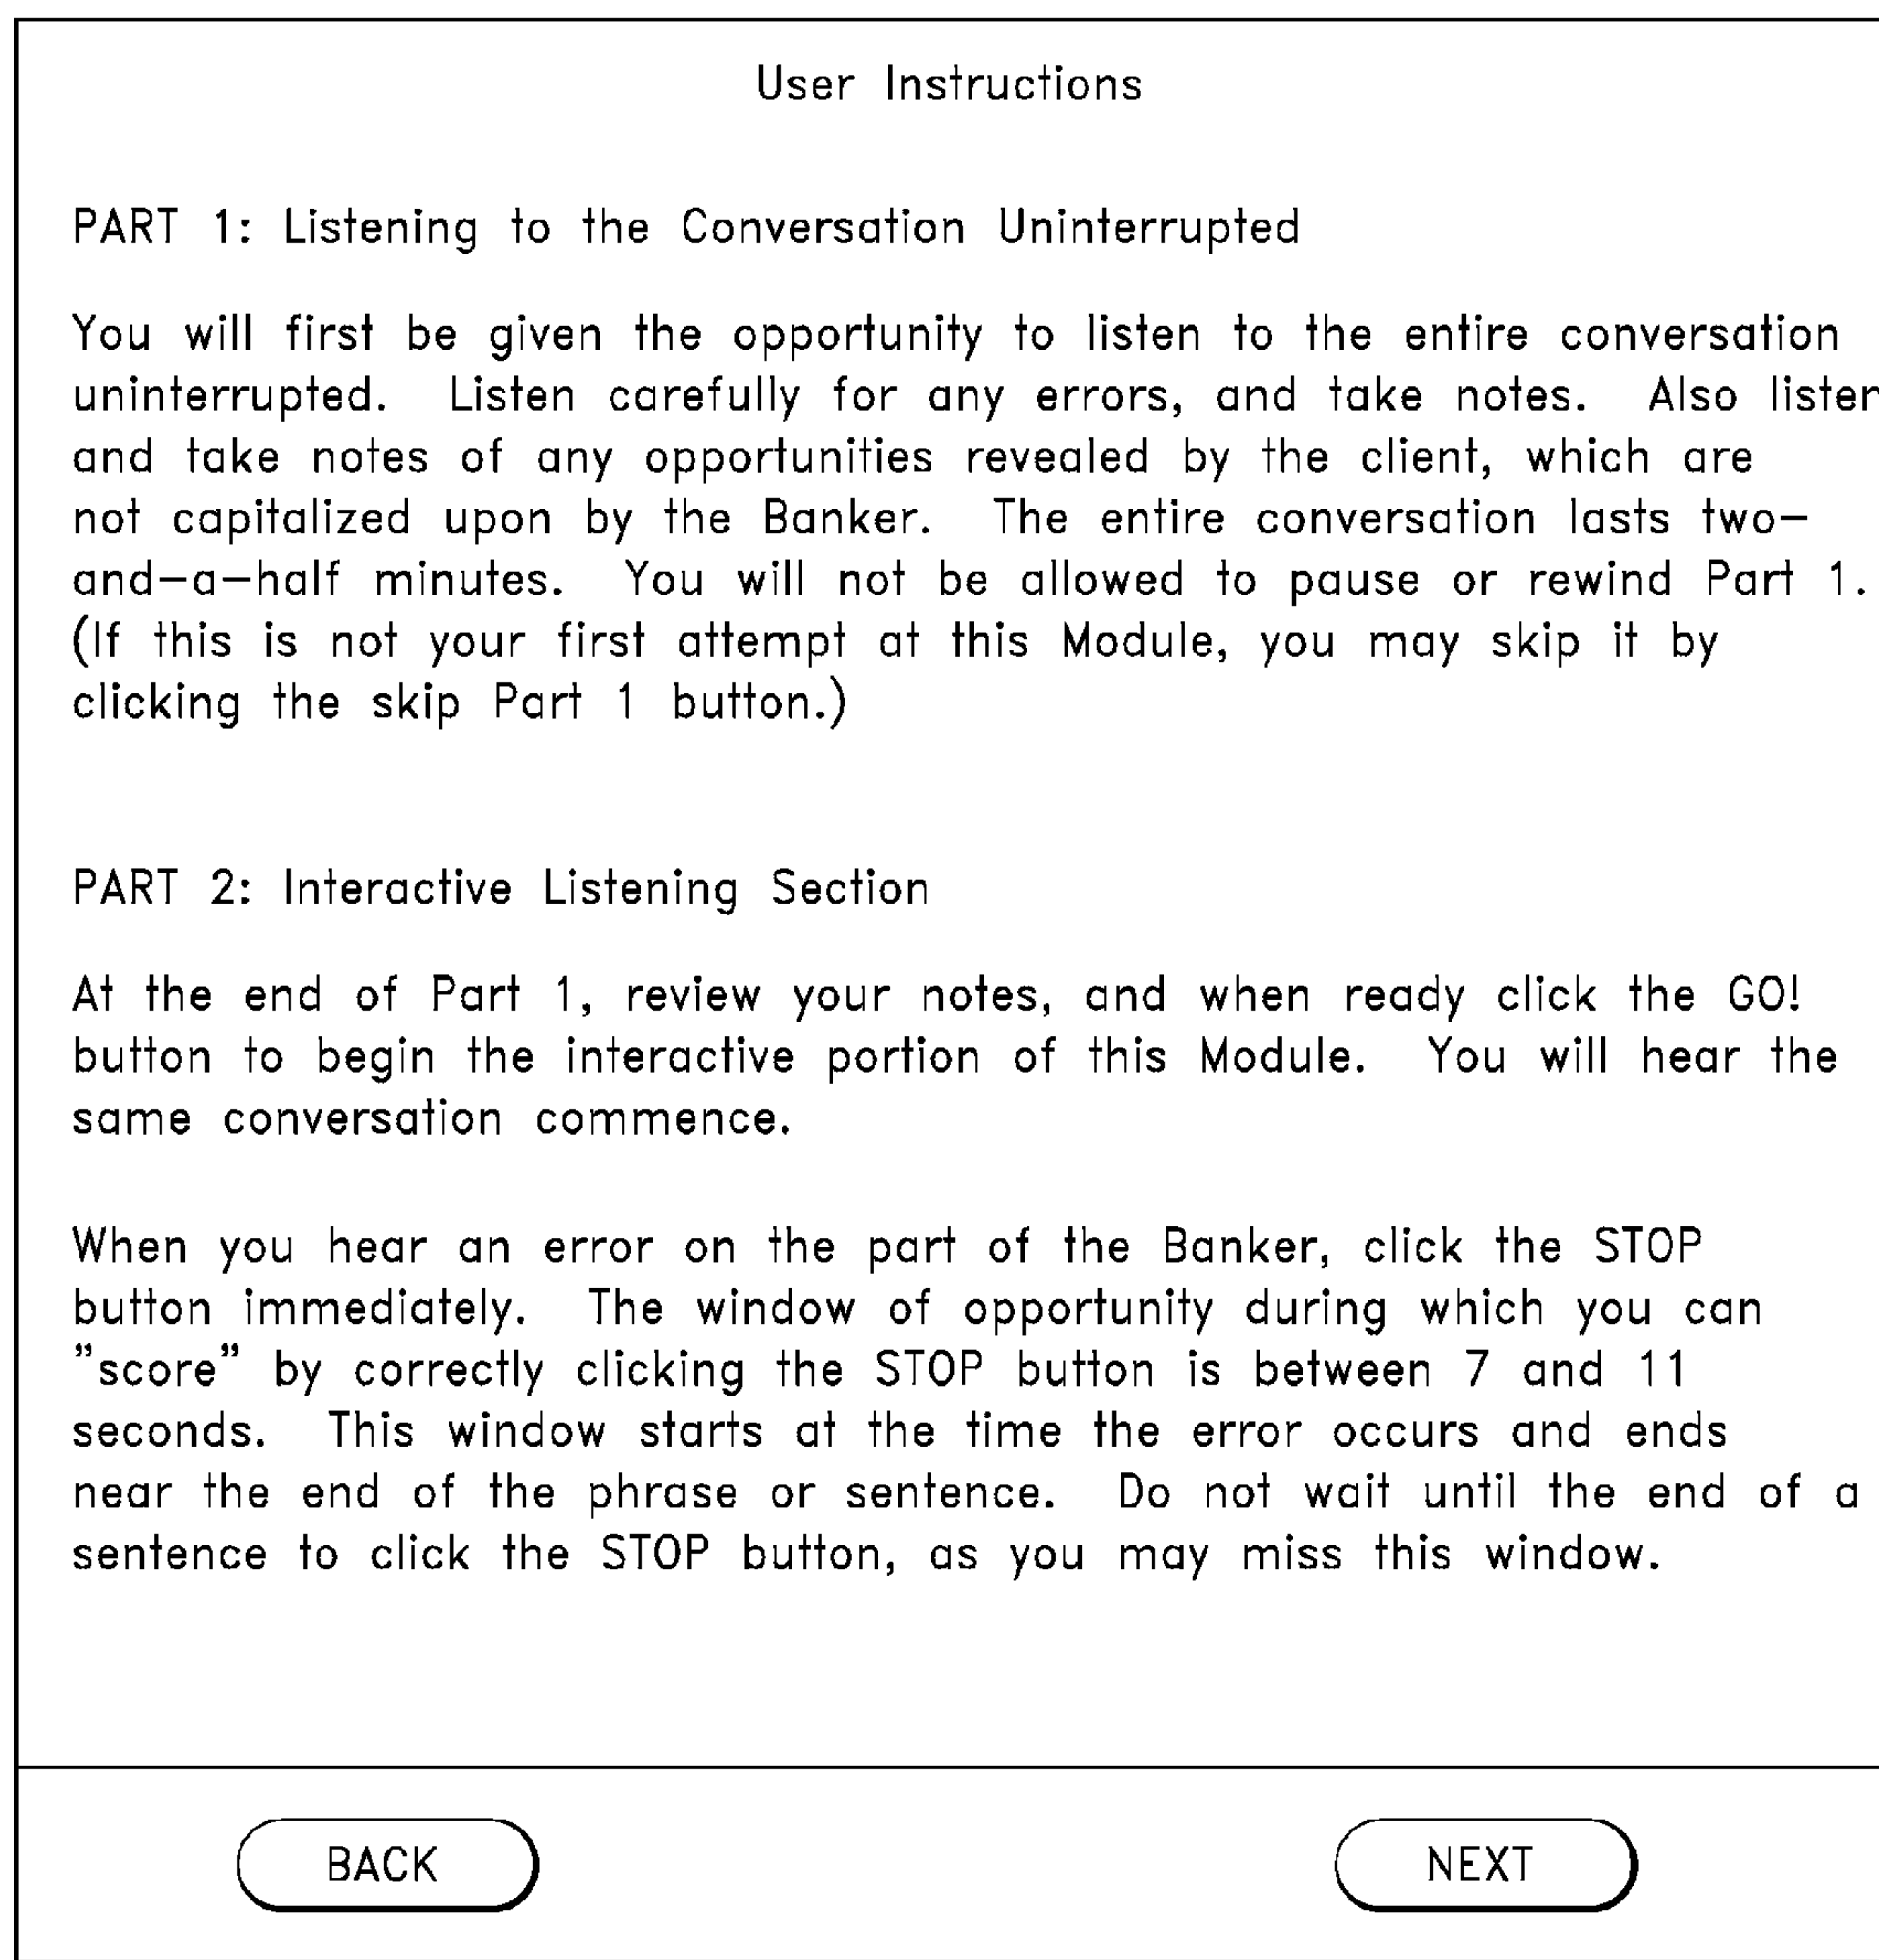 User Instructions
PART 1: Listening to the Conversation Uninterrupted
You will first be given the opportunity to listen to the entire conversation
uninterrupted. Listen carefully for any errors, and take notes. Also listen
and take notes of any opportunities revealed by the client, which are
not capitalized upon by the Banker. The entire conversation lasts two-
and-a-half minutes. You will not be allowed to pause or rewind Part 1.
(If this is not your first attempt at this Module, you may skip it by
clicking the skip Part 1 button.)
PART 2: Interactive Listening Section
At the end of Part 1, review your notes, and when ready click the GO!
button to begin the interactive portion of this Module. You will hear the
same conversation commence.
When you hear an error on the part of the Banker, click the STOP
button immediately. The window of opportunity during which you can
"score" by correctly clicking the STOP button is between 7 and 11
seconds. This window starts at the time the error occurs and ends
near the end of the phrase or sentence. Do not wait until the end of a
sentence to click the STOP button, as you may miss this window.
BACK
NEXT